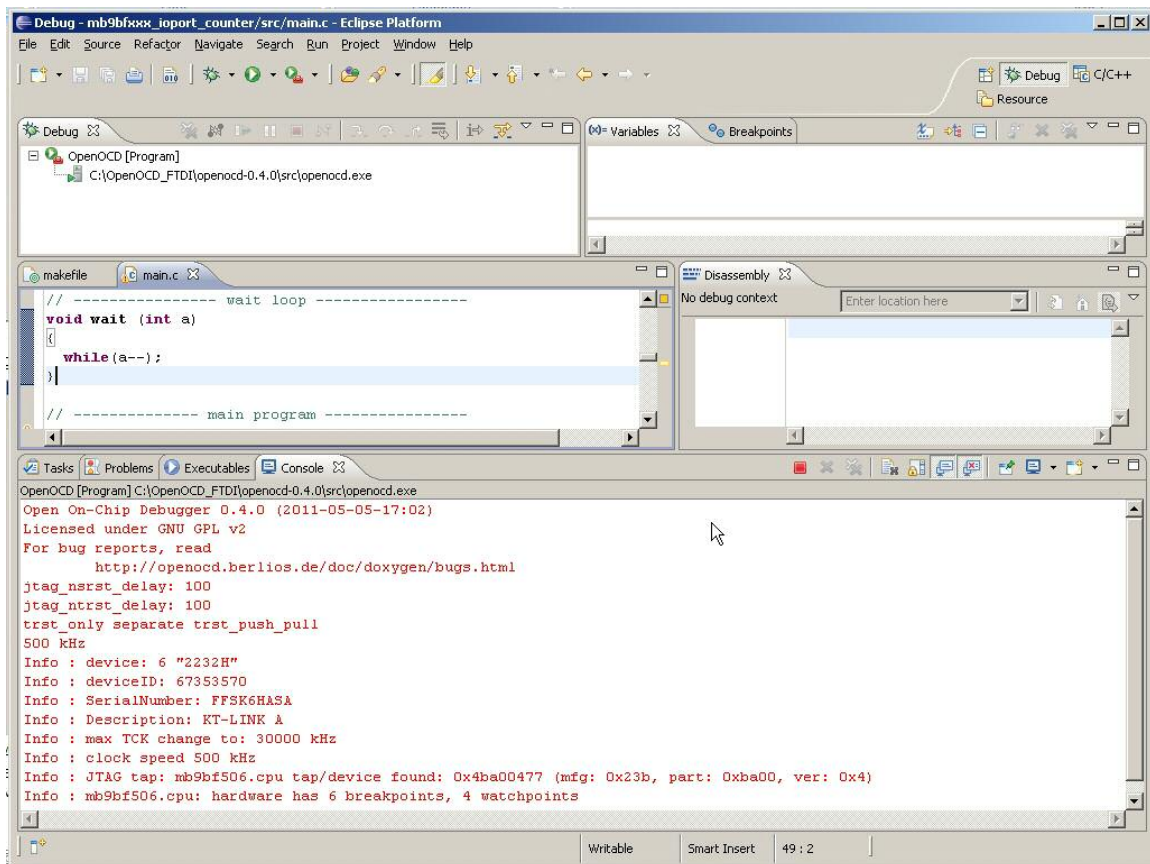 Debug - mb9bfxxx_ioport_counter/src/main.c - Eclipse Platform
File Edit Source Refactor Navigate Search Run Project Window Help
Debug C/C++
Resource
Debug
OpenOCD [Program]
C:\OpenOCD_FTDI\openocd-0.4.0\src\openocd.exe
(x)= Variables Breakpoints
makefile main.c
// ---------------- wait loop -----------------
void wait (int a)
{
while(a--);
}
// -------------- main program ----------------
Disassembly
No debug context Enter location here
Tasks Problems Executables Console
OpenOCD [Program] C:\OpenOCD_FTDI\openocd-0.4.0\src\openocd.exe
Open On-Chip Debugger 0.4.0 (2011-05-05-17:02)
Licensed under GNU GPL v2
For bug reports, read
http://openocd.berlios.de/doc/doxygen/bugs.html
jtag_nsrst_delay: 100
jtag_ntrst_delay: 100
trst_only separate trst_push_pull
500 kHz
Info : device: 6 "2232H"
Info : deviceID: 67353570
Info : SerialNumber: FFSK6HASA
Info : Description: KT-LINK A
Info : max TCK change to: 30000 kHz
Info : clock speed 500 kHz
Info : JTAG tap: mb9bf506.cpu tap/device found: 0x4ba00477 (mfg: 0x23b, part: 0xba00, ver: 0x4)
Info : mb9bf506.cpu: hardware has 6 breakpoints, 4 watchpoints
Writable Smart Insert 49 : 2